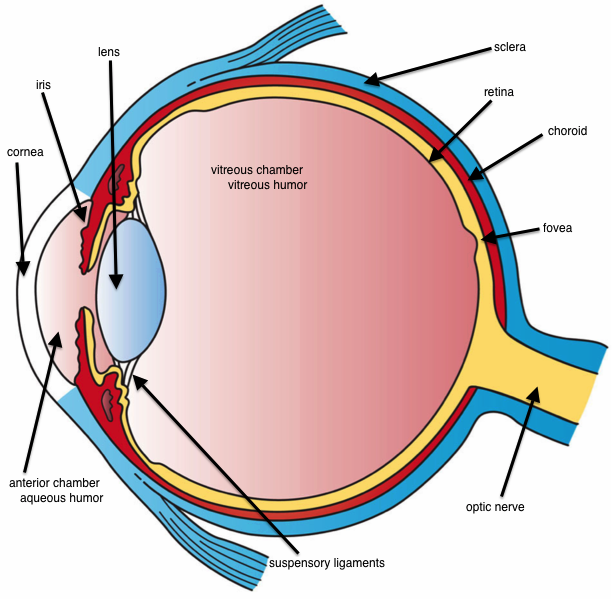 sclera
lens
iris
retina
choroid
cornea
vitreous chamber
vitreous humor
fovea
anterior chamber
aqueous humor
optic nerve
suspensory ligaments